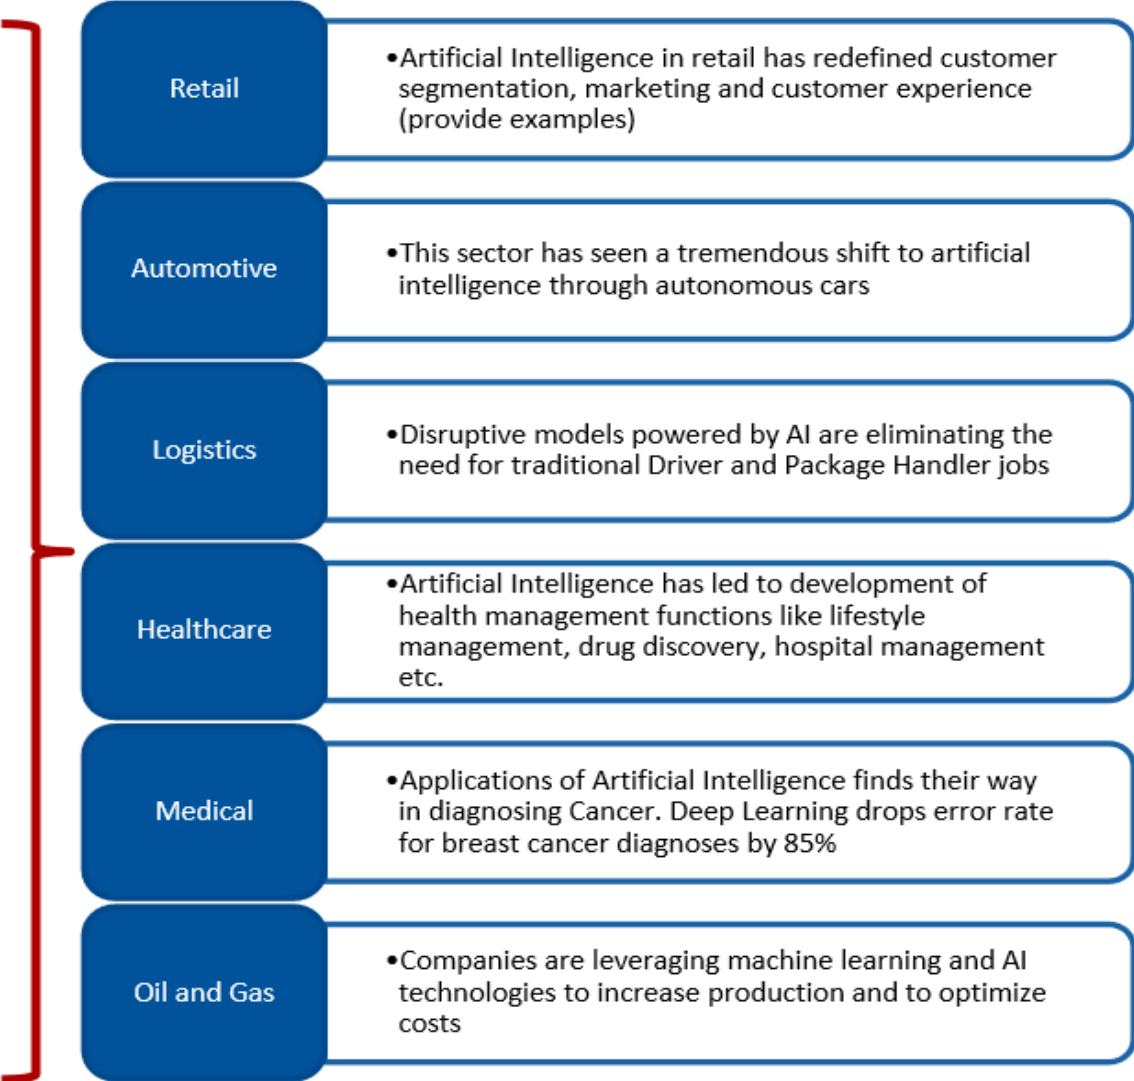 Retail
•Artificial Intelligence in retail has redefined customer
segmentation, marketing and customer experience
(provide examples)
Automotive
•This sector has seen a tremendous shift to artificial
intelligence through autonomous cars
Logistics
•Disruptive models powered by AI are eliminating the
need for traditional Driver and Package Handler jobs
Healthcare
•Artificial Intelligence has led to development of
health management functions like lifestyle
management, drug discovery, hospital management
etc.
Medical
•Applications of Artificial Intelligence finds their way
in diagnosing Cancer. Deep Learning drops error rate
for breast cancer diagnoses by 85%
Oil and Gas
•Companies are leveraging machine learning and AI
technologies to increase production and to optimize
costs